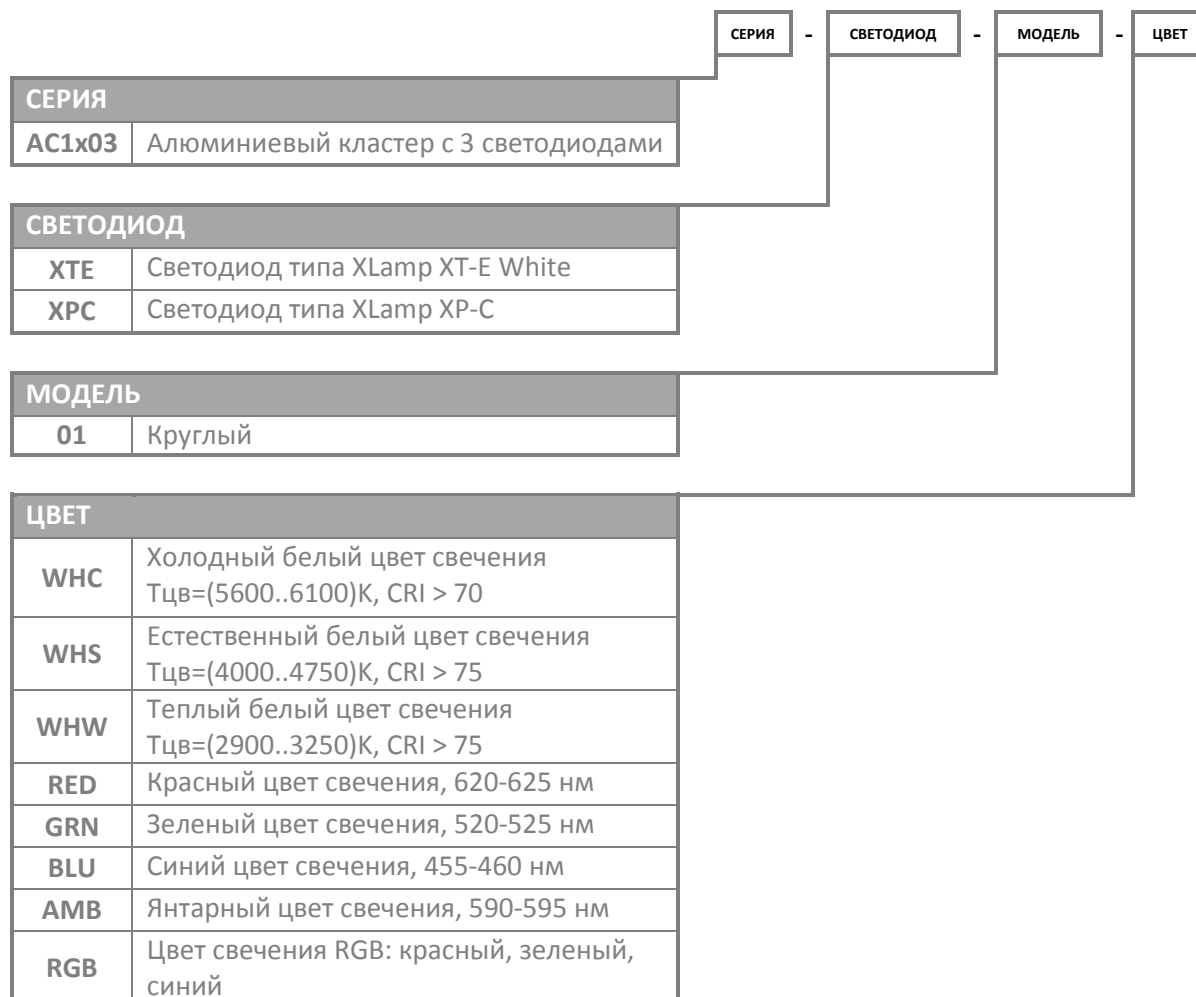 СЕРИЯ - СВЕТОДИОД - МОДЕЛЬ - ЦВЕТ
СЕРИЯ
AC1x03 Алюминиевый кластер с 3 светодиодами
СВЕТОДИОД
XTE Светодиод типа XLamp XT-E White
XPC Светодиод типа XLamp XP-C
МОДЕЛЬ
01 Круглый
ЦВЕТ
WHC Холодный белый цвет свечения
Тцв=(5600..6100)K, CRI > 70
WHS Естественный белый цвет свечения
Тцв=(4000..4750)K, CRI > 75
WHW Теплый белый цвет свечения
Тцв=(2900..3250)K, CRI > 75
RED Красный цвет свечения, 620-625 нм
GRN Зеленый цвет свечения, 520-525 нм
BLU Синий цвет свечения, 455-460 нм
AMB Янтарный цвет свечения, 590-595 нм
RGB Цвет свечения RGB: красный, зеленый,
синий